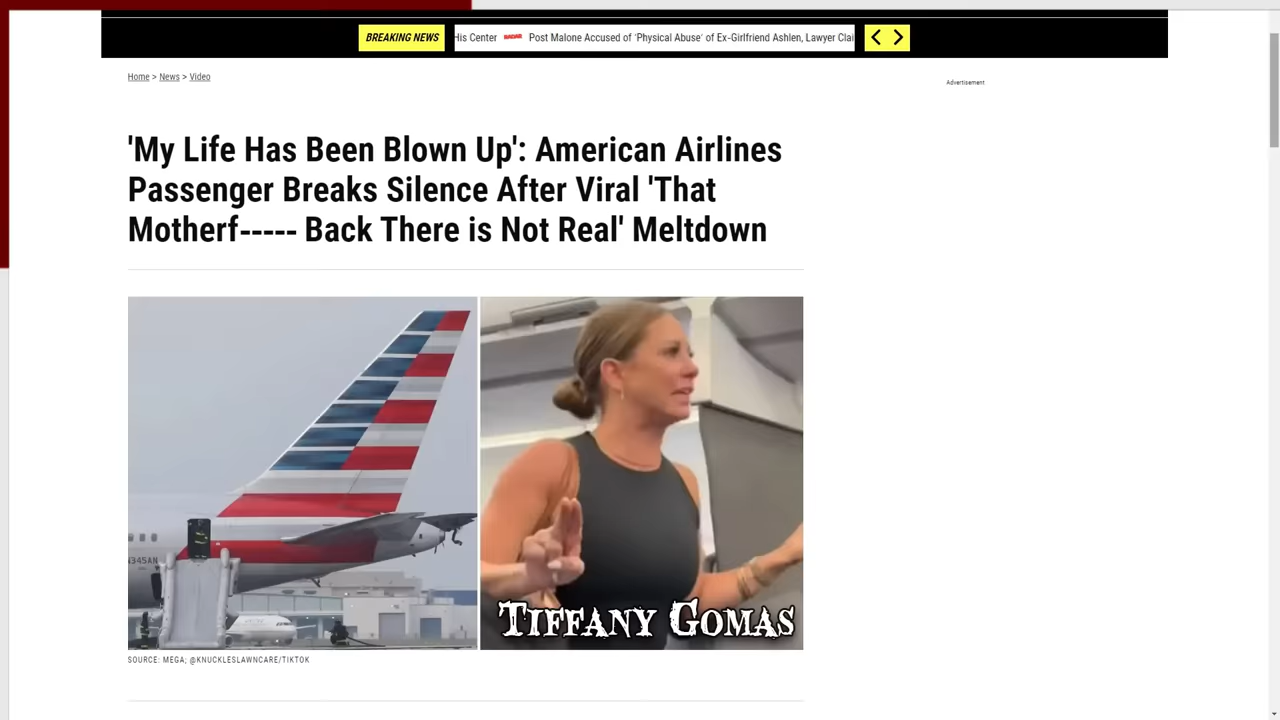 BREAKING NEWS
His Center RADAR Post Malone Accused of 'Physical Abuse' of Ex-Girlfriend Ashlen, Lawyer Clai
Home > News > Video
Advertisement
'My Life Has Been Blown Up': American Airlines
Passenger Breaks Silence After Viral 'That
Motherf----- Back There is Not Real' Meltdown
N345AN
TIFFANY GOMAS
SOURCE: MEGA; @KNUCKLESLAWNCARE/TIKTOK